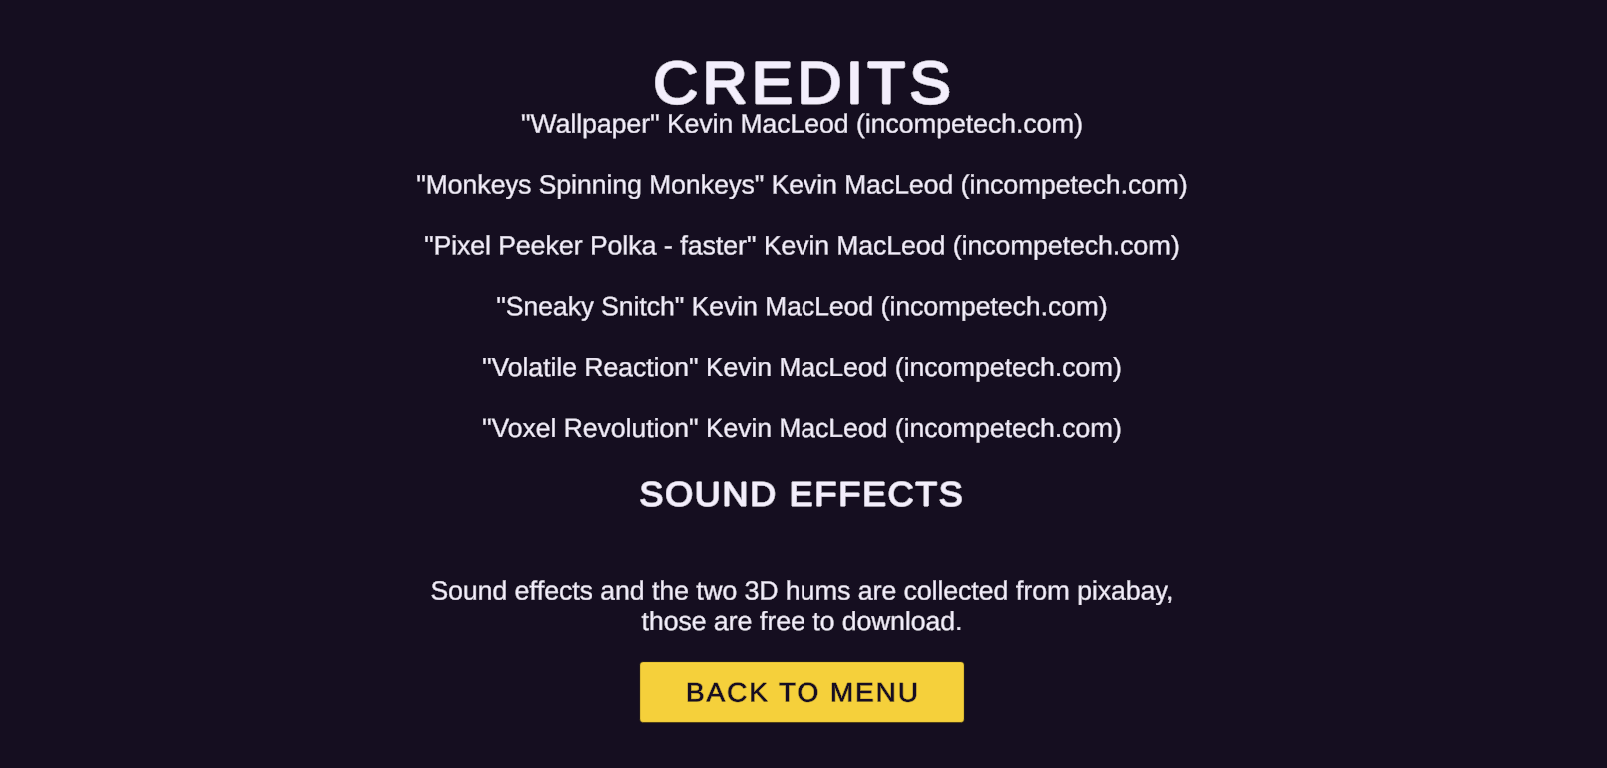 CREDITS
"Wallpaper" Kevin MacLeod (incompetech.com)
"Monkeys Spinning Monkeys" Kevin MacLeod (incompetech.com)
"Pixel Peeker Polka - faster" Kevin MacLeod (incompetech.com)
"Sneaky Snitch" Kevin MacLeod (incompetech.com)
"Volatile Reaction" Kevin MacLeod (incompetech.com)
"Voxel Revolution" Kevin MacLeod (incompetech.com)
SOUND EFFECTS
Sound effects and the two 3D hums are collected from pixabay,
those are free to download.
BACK TO MENU